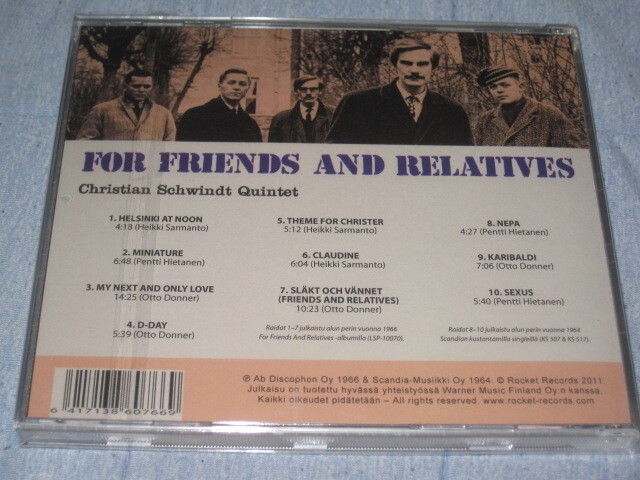 FOR FRIENDS AND RELATIVES
Christian Schwindt Quintet
1. HELSINKI AT NOON
4:18 (Heikki Sarmanto)
2. MINIATURE
6:48 (Pentti Hietanen)
3. MY NEXT AND ONLY LOVE
14:25 (Otto Donner)
4. D-DAY
5:39 (Otto Donner)
5. THEME FOR CHRISTER
5:12 (Heikki Sarmanto)
6. CLAUDINE
6:04 (Heikki Sarmanto)
7. SLÄKT OCH VÄNNET
(FRIENDS AND RELATIVES)
10:23 (Otto Donner)
Raidat 1–7 julkaistu alun perin vuonna 1966
For Friends And Relatives -albumilla (LSP-10070).
8. NEPA
4:27 (Pentti Hietanen)
9. KARIBALDI
7:06 (Otto Donner)
10. SEXUS
5:40 (Pentti Hietanen)
Raidat 8–10 julkaistu alun perin vuonna 1964
Scandian kustantamilla singleillä (KS 507 & KS 517).
℗ Ab Discophon Oy 1966 & Scandia-Musiikki Oy 1964. © Rocket Records 2011.
Julkaisu on tuotettu hyvässä yhteistyössä Warner Music Finland Oy:n kanssa.
Kaikki oikeudet pidätetään – All rights reserved. www.rocket-records.com
6 417138 607669